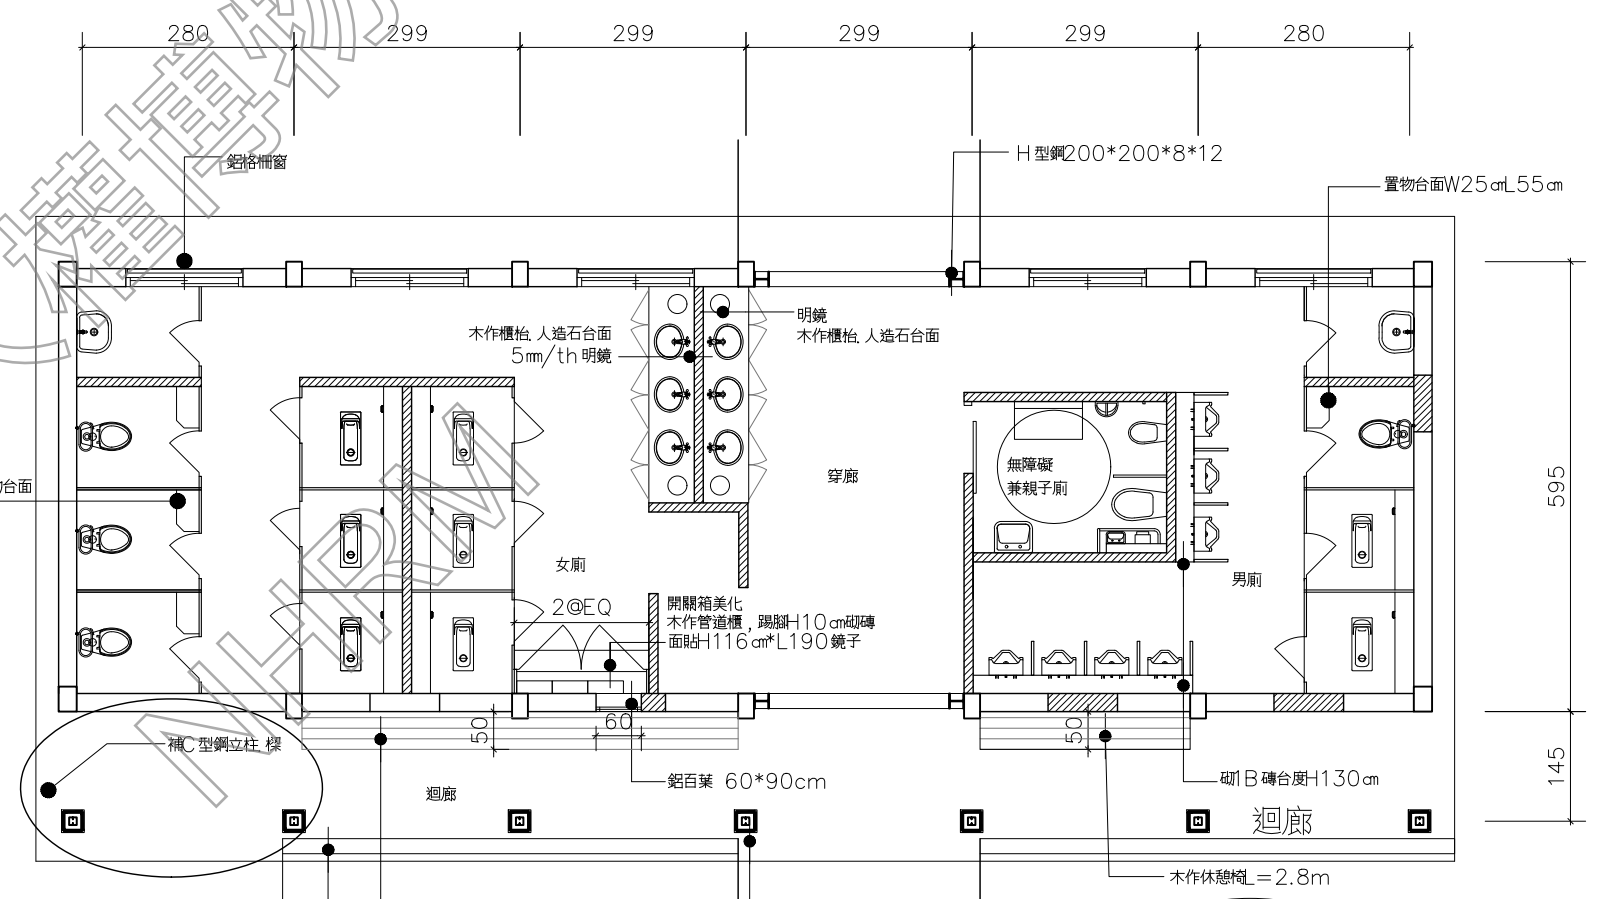 280
299
299
299
299
280
鋁格柵窗
H 型鋼200*200*8*12
置物台面W25㎝L55㎝
木作櫃枱. 人造石台面
5mm/th 明鏡
明鏡
木作櫃枱. 人造石台面
台面
穿廊
無障礙
兼親子廁
595
女廁
男廁
2@EQ
開關箱美化
木作管道櫃 , 踢腳H10㎝砌磚
面貼H116㎝*L190 鏡子
50
60
50
補C 型鋼立柱. 樑
鋁百葉 60*90cm
砌1B 磚台度H130㎝
145
迴廊
迴廊
木作休憩椅L=2.8m
權博物
NHRM